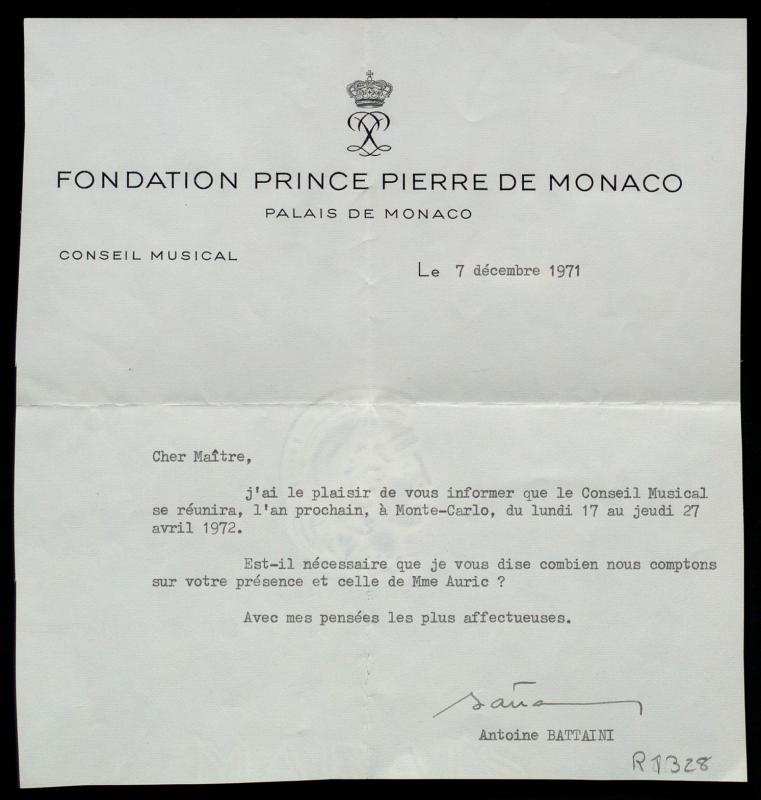 FONDATION PRINCE PIERRE DE MONACO
PALAIS DE MONACO
CONSEIL MUSICAL
Le 7 décembre 1971
Cher Maître,
j'ai le plaisir de vous informer que le Conseil Musical
se réunira, l'an prochain, à Monte-Carlo, du lundi 17 au jeudi 27
avril 1972.
Est-il nécessaire que je vous dise combien nous comptons
sur votre présence et celle de Mme Auric ?
Avec mes pensées les plus affectueuses.
Antoine BATTAINI